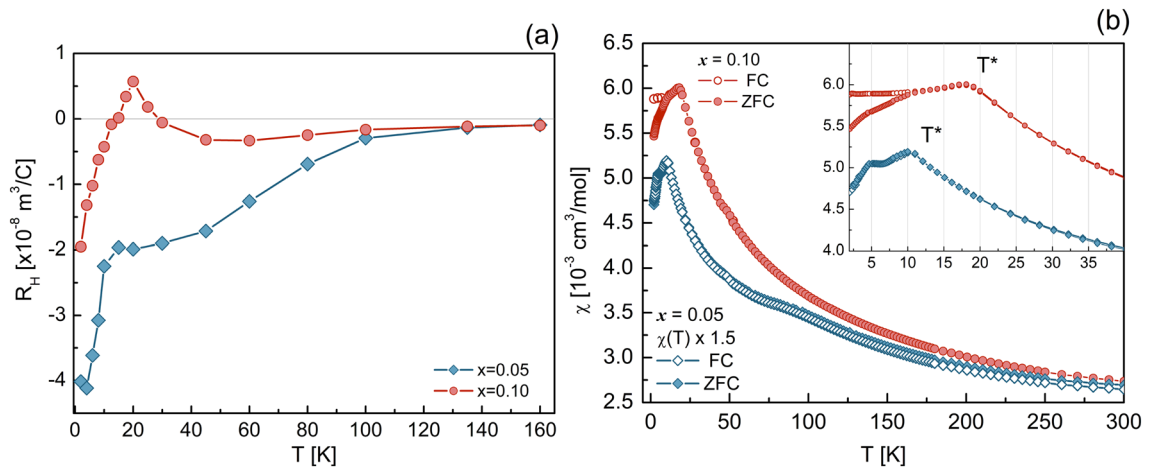 (a)
1
0
-1
-2
-3
-4
R_H [x10^-8 m^3/C]
0 20 40 60 80 100 120 140 160
T [K]
x=0.05
x=0.10
(b)
6.5
6.0
5.5
5.0
4.5
4.0
3.5
3.0
2.5
χ [10^-3 cm^3/mol]
0 50 100 150 200 250 300
T [K]
x = 0.10
FC
ZFC
x = 0.05
χ(T) x 1.5
FC
ZFC
6.0
5.5
5.0
4.5
4.0
5 10 15 20 25 30 35
T*
T*